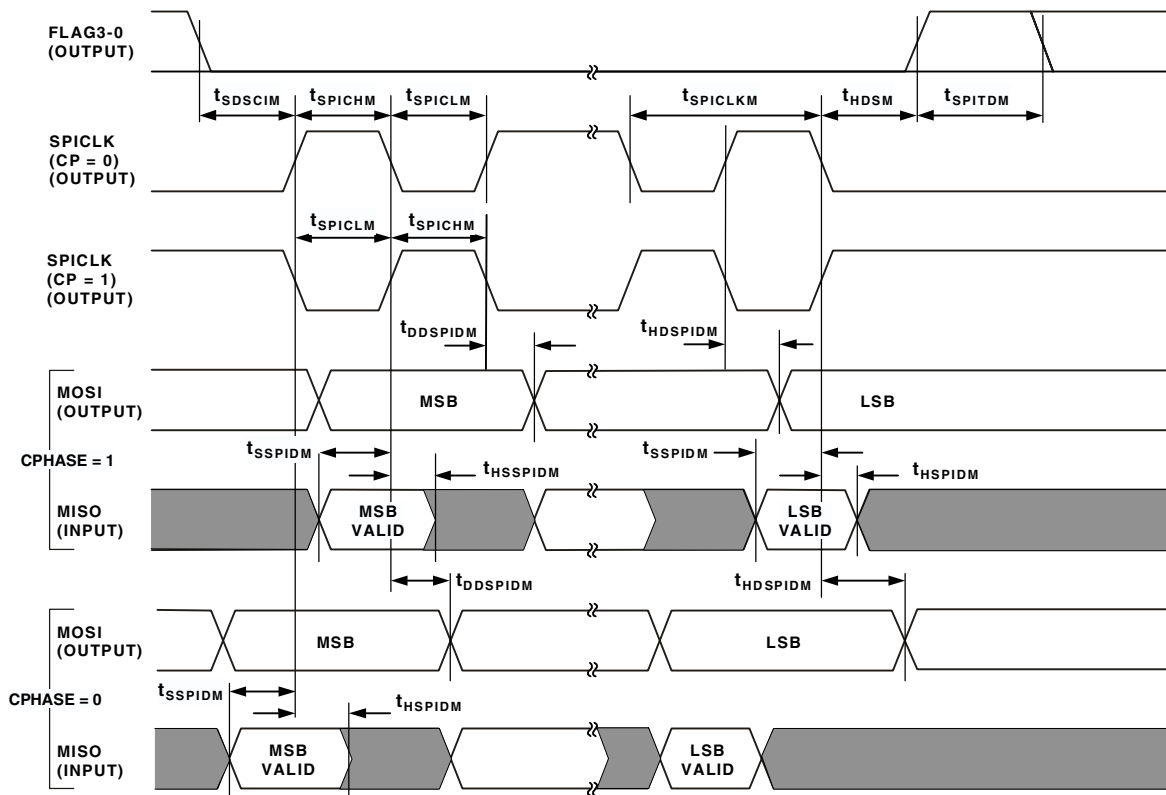 FLAG3-0
(OUTPUT)
tSDSCIM
tSPICHM
tSPICLM
tSPICLKM
tHDSM
tSPITDM
SPICLK
(CP = 0)
(OUTPUT)
tSPICLM
tSPICHM
SPICLK
(CP = 1)
(OUTPUT)
tDDSPIDM
tHDSPIDM
MOSI
(OUTPUT)
MSB
LSB
CPHASE = 1
tSSPIDM
tHSSPIDM
tSSPIDM
tHSPIDM
MISO
(INPUT)
MSB
VALID
LSB
VALID
tDDSPIDM
tHDSPIDM
MOSI
(OUTPUT)
MSB
LSB
CPHASE = 0
tSSPIDM
tHSPIDM
MISO
(INPUT)
MSB
VALID
LSB
VALID